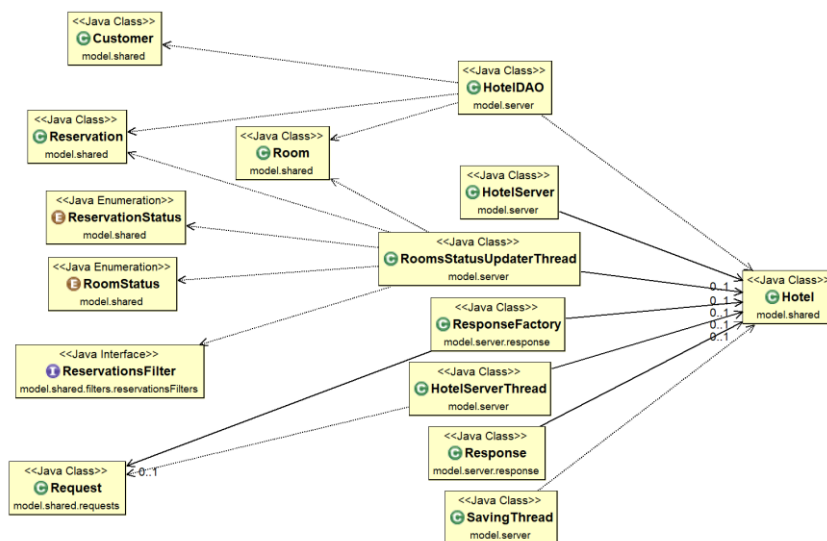 <<Java Class>>
C Customer
model.shared
<<Java Class>>
C HotelDAO
model.server
<<Java Class>>
C Reservation
model.shared
<<Java Class>>
C Room
model.shared
<<Java Class>>
C HotelServer
model.server
<<Java Enumeration>>
E ReservationStatus
model.shared
<<Java Class>>
C RoomsStatusUpdaterThread
model.server
<<Java Enumeration>>
E RoomStatus
model.shared
<<Java Class>>
C Hotel
model.shared
0..1
0..1
0..1
0..1
0..1
<<Java Class>>
C ResponseFactory
model.server.response
<<Java Interface>>
I ReservationsFilter
model.shared.filters.reservationsFilters
<<Java Class>>
C HotelServerThread
model.server
<<Java Class>>
C Response
model.server.response
<<Java Class>>
C Request
model.shared.requests
0..1
<<Java Class>>
C SavingThread
model.server